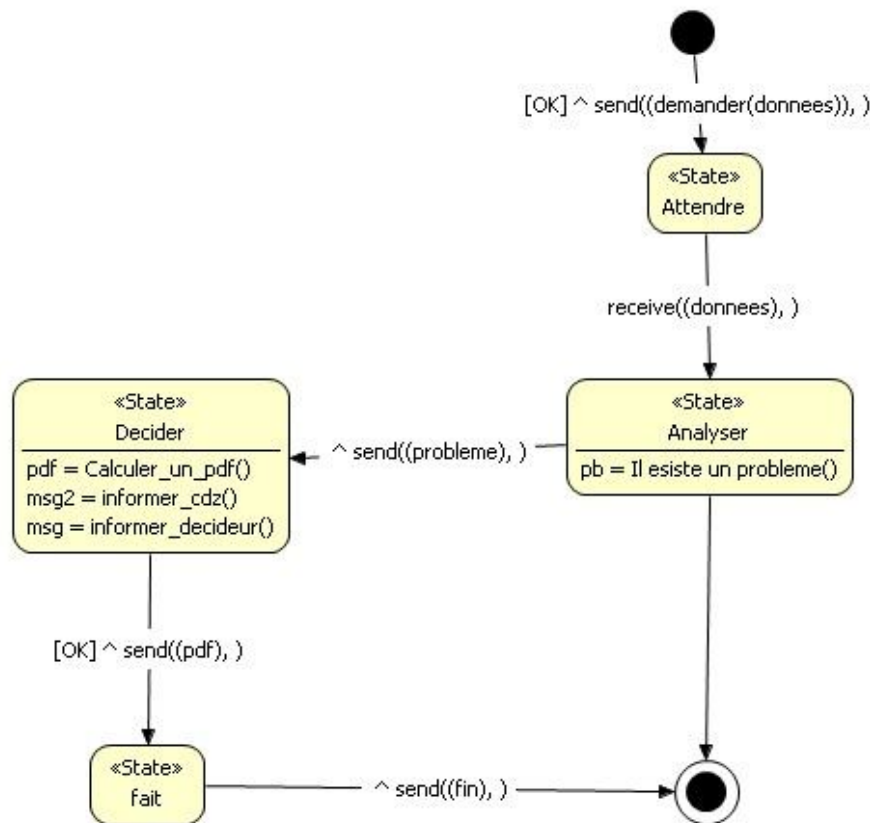 [OK] ^ send((demander(donnees)), )
«State»
Attendre
receive((donnees), )
«State»
Analyser
pb = Il esiste un probleme()
^ send((probleme), )
«State»
Decider
pdf = Calculer_un_pdf()
msg2 = informer_cdz()
msg = informer_decideur()
[OK] ^ send((pdf), )
«State»
fait
^ send((fin), )